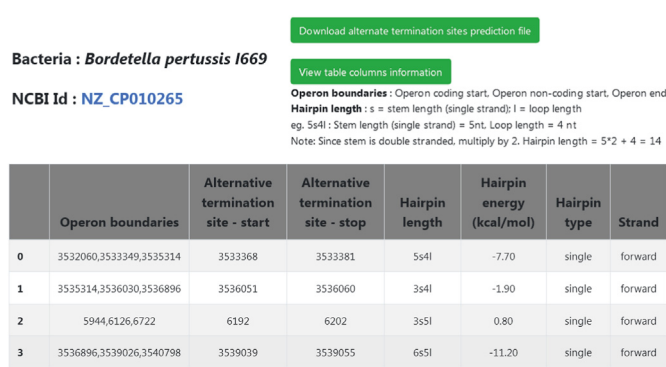 Download alternate termination sites prediction file
Bacteria : Bordetella pertussis I669
View table columns information
NCBI Id : NZ_CP010265
Operon boundaries : Operon coding start, Operon non-coding start, Operon end
Hairpin length : s = stem length (single strand); l = loop length
eg. 5s4l : Stem length (single strand) = 5nt, Loop length = 4 nt
Note: Since stem is double stranded, multiply by 2. Hairpin length = 5*2 + 4 = 14
Operon boundaries Alternative termination site - start Alternative termination site - stop Hairpin length Hairpin energy (kcal/mol) Hairpin type Strand
0 3532060,3533349,3535314 3533368 3533381 5s4l -7.70 single forward
1 3535314,3536030,3536896 3536051 3536060 3s4l -1.90 single forward
2 5944,6126,6722 6192 6202 3s5l 0.80 single forward
3 3536896,3539026,3540798 3539039 3539055 6s5l -11.20 single forward